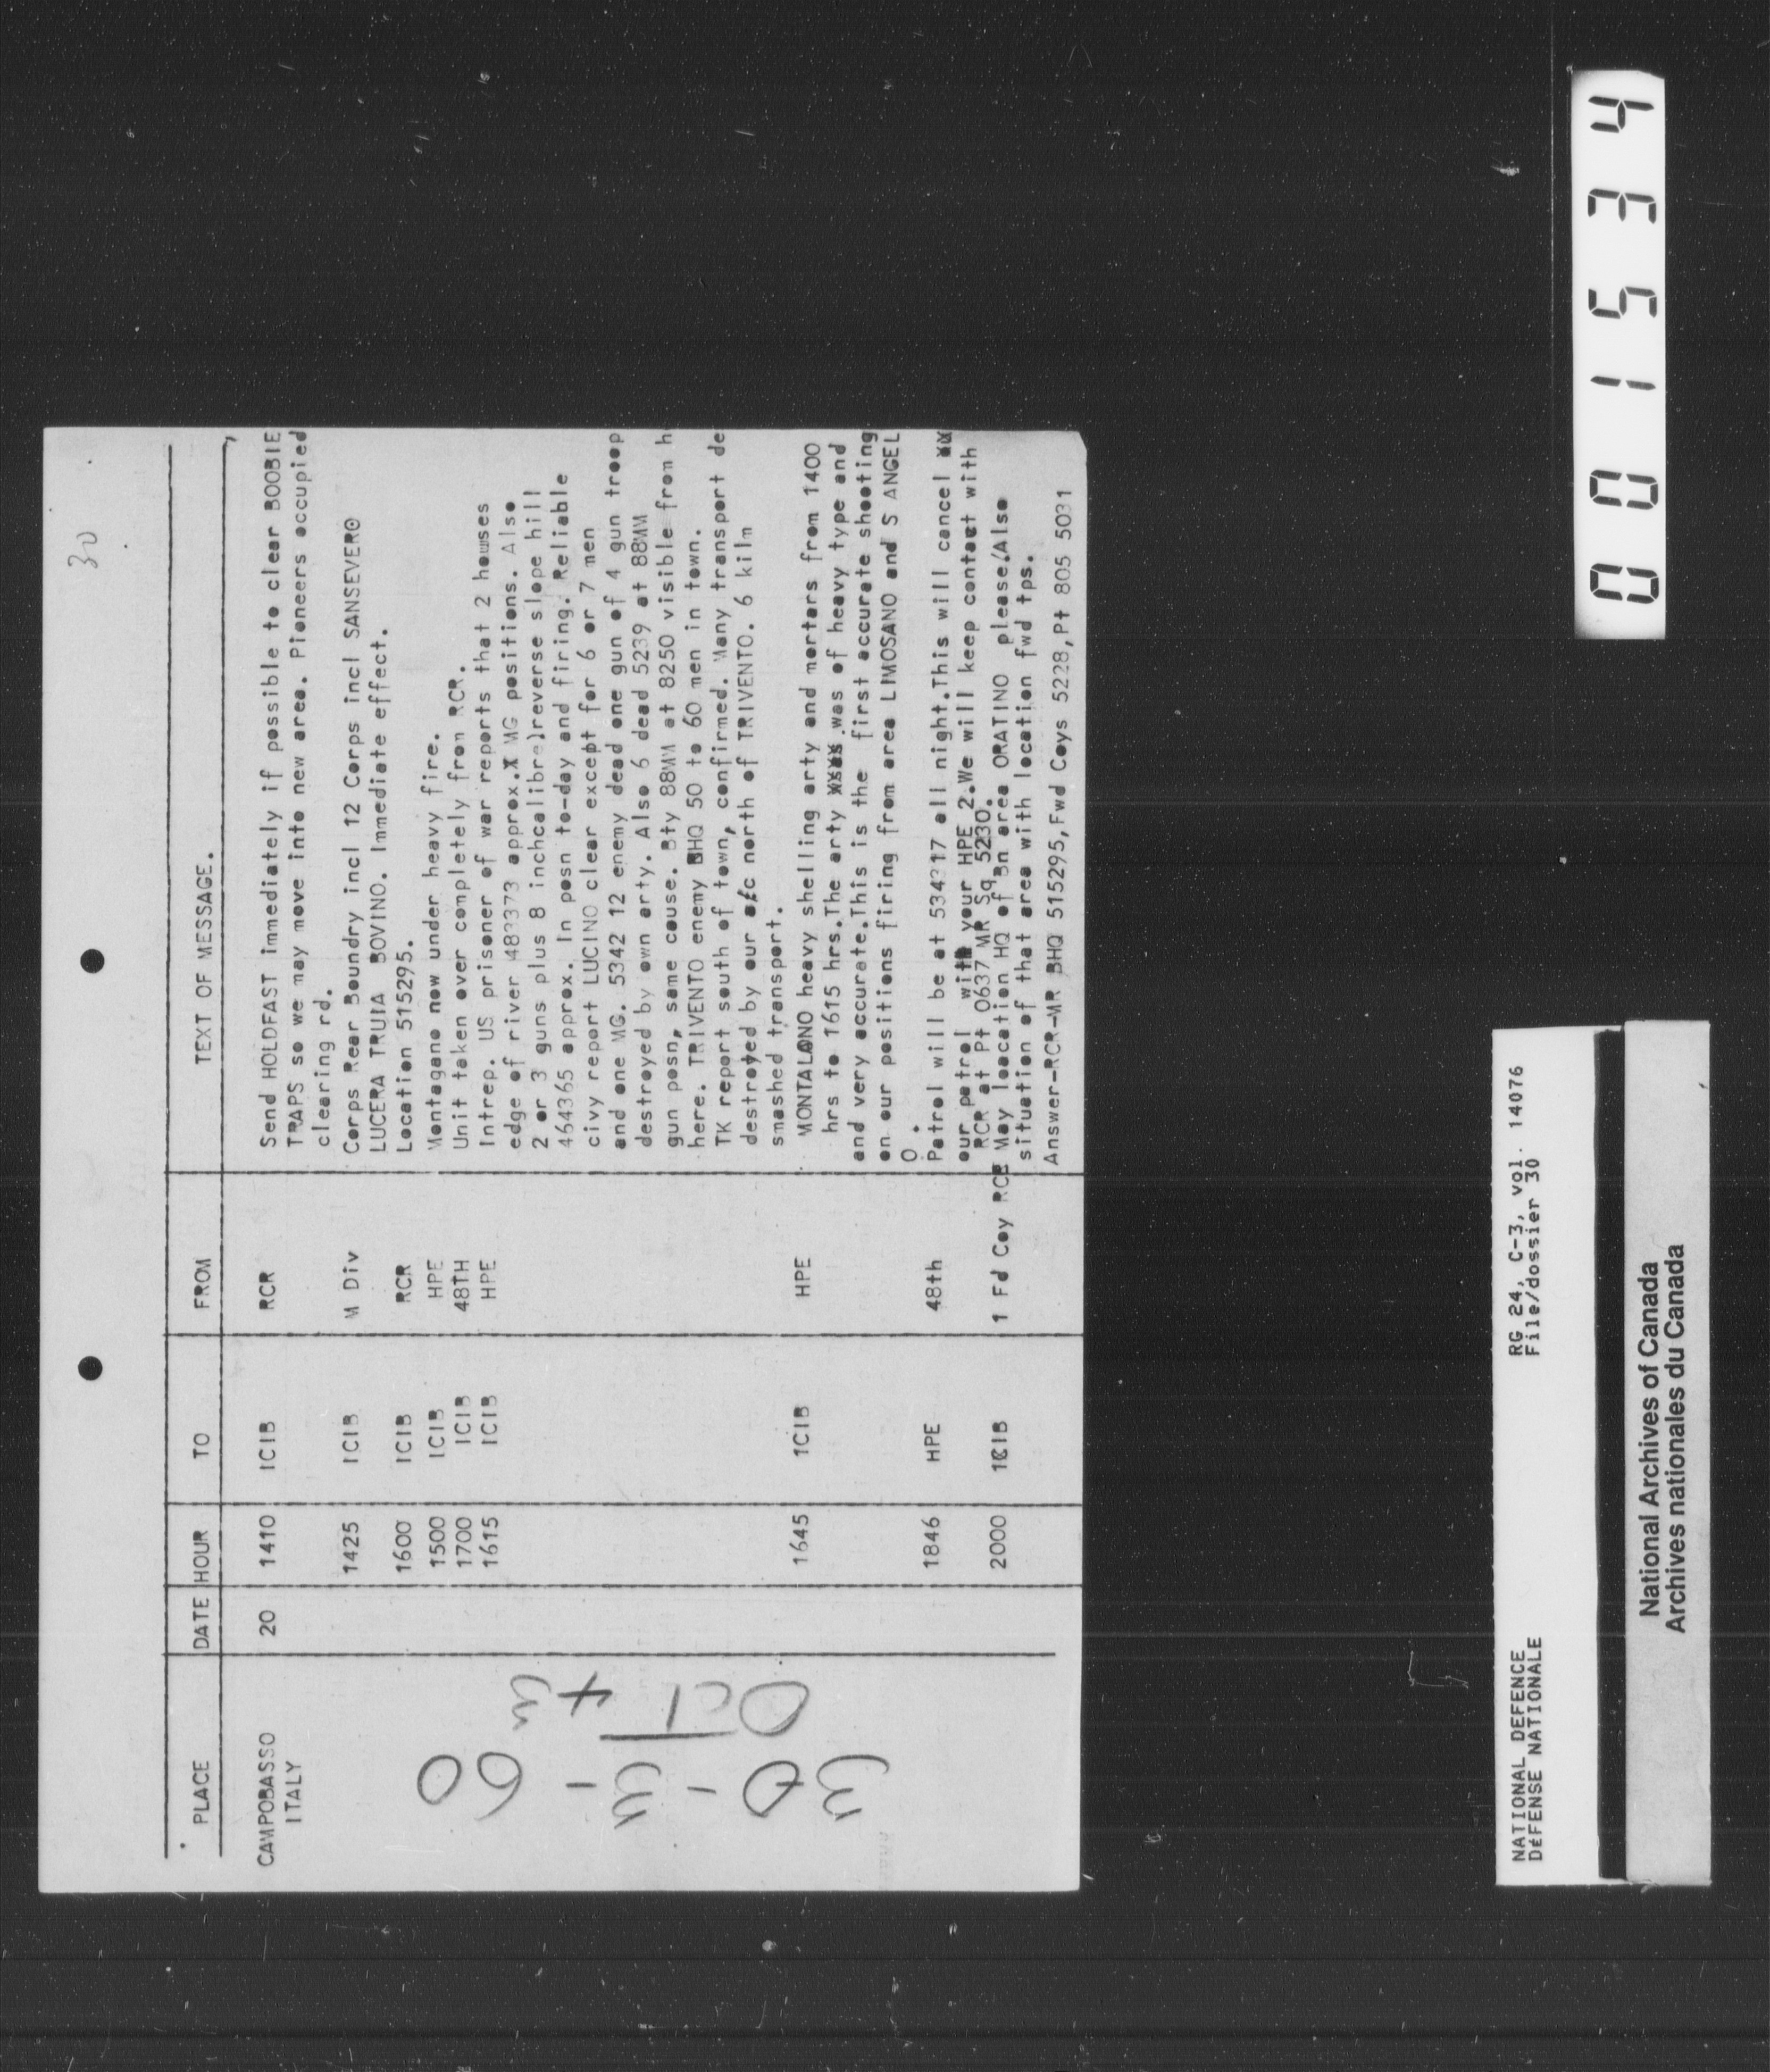 30
PLACE DATE HOUR TO FROM TEXT OF MESSAGE.
CAMPOBASSO 20 1410 1CIB RCR Send HOLDFAST immediately if possible to clear BOOBIE
ITALY TRAPS so we may move into new area. Pioneers occupied
clearing rd.
1425 1CIB M Div Corps Rear Boundry incl 12 Corps incl SANSEVERO
LUCERA TRUIA BOVINO. Immediate effect.
1600 1CIB RCR Location 515295.
1500 1CIB HPE Montagano now under heavy fire.
1700 1CIB 48TH Unit taken over completely from RCR.
1615 1CIB HPE Intrep. US prisoner of war reports that 2 houses
edge of river 483373 approx. MG positions. Also
2 or 3 guns plus 8 inchcalibre)reverse slope hill
464365 approx. In posn to-day and firing. Reliable
civy report LUCINO clear except for 6 or 7 men
and one MG. 5342 12 enemy dead one gun of 4 gun troop
destroyed by own arty. Also 6 dead 5239 at 88MM
gun posn, same cause. Bty 88MM at 8250 visible from h
here. TRIVENTO enemy BHQ 50 to 60 men in town.
TK report south of town, confirmed. Many transport de
destroyed by our a/c north of TRIVENTO. 6 kilm
smashed transport.
1645 1CIB HPE MONTALANO heavy shelling arty and mortars from 1400
hrs to 1615 hrs.The arty was of heavy type and
and very accurate.This is the first accurate shooting
on our positions firing from area LIMOSANO and S ANGEL
O.
1846 HPE 48th Patrol will be at all night.This will cancel
our patrol with your HPE 2.We will keep contact with
RCR at Pt 0637 MR Sq 5230.
2000 1CIB 1 Fd Coy RCE May location HQ of Bn area ORATINO please/Also
situation of that area with location fwd tps.
Answer-RCR-MR BHQ 515295,Fwd Coys 5228,Pt 805 5031
30-3-60
Oct 43
001534
NATIONAL DEFENCE RG 24, C-3, vol. 14076
DÉFENSE NATIONALE File/dossier 30
National Archives of Canada
Archives nationales du Canada